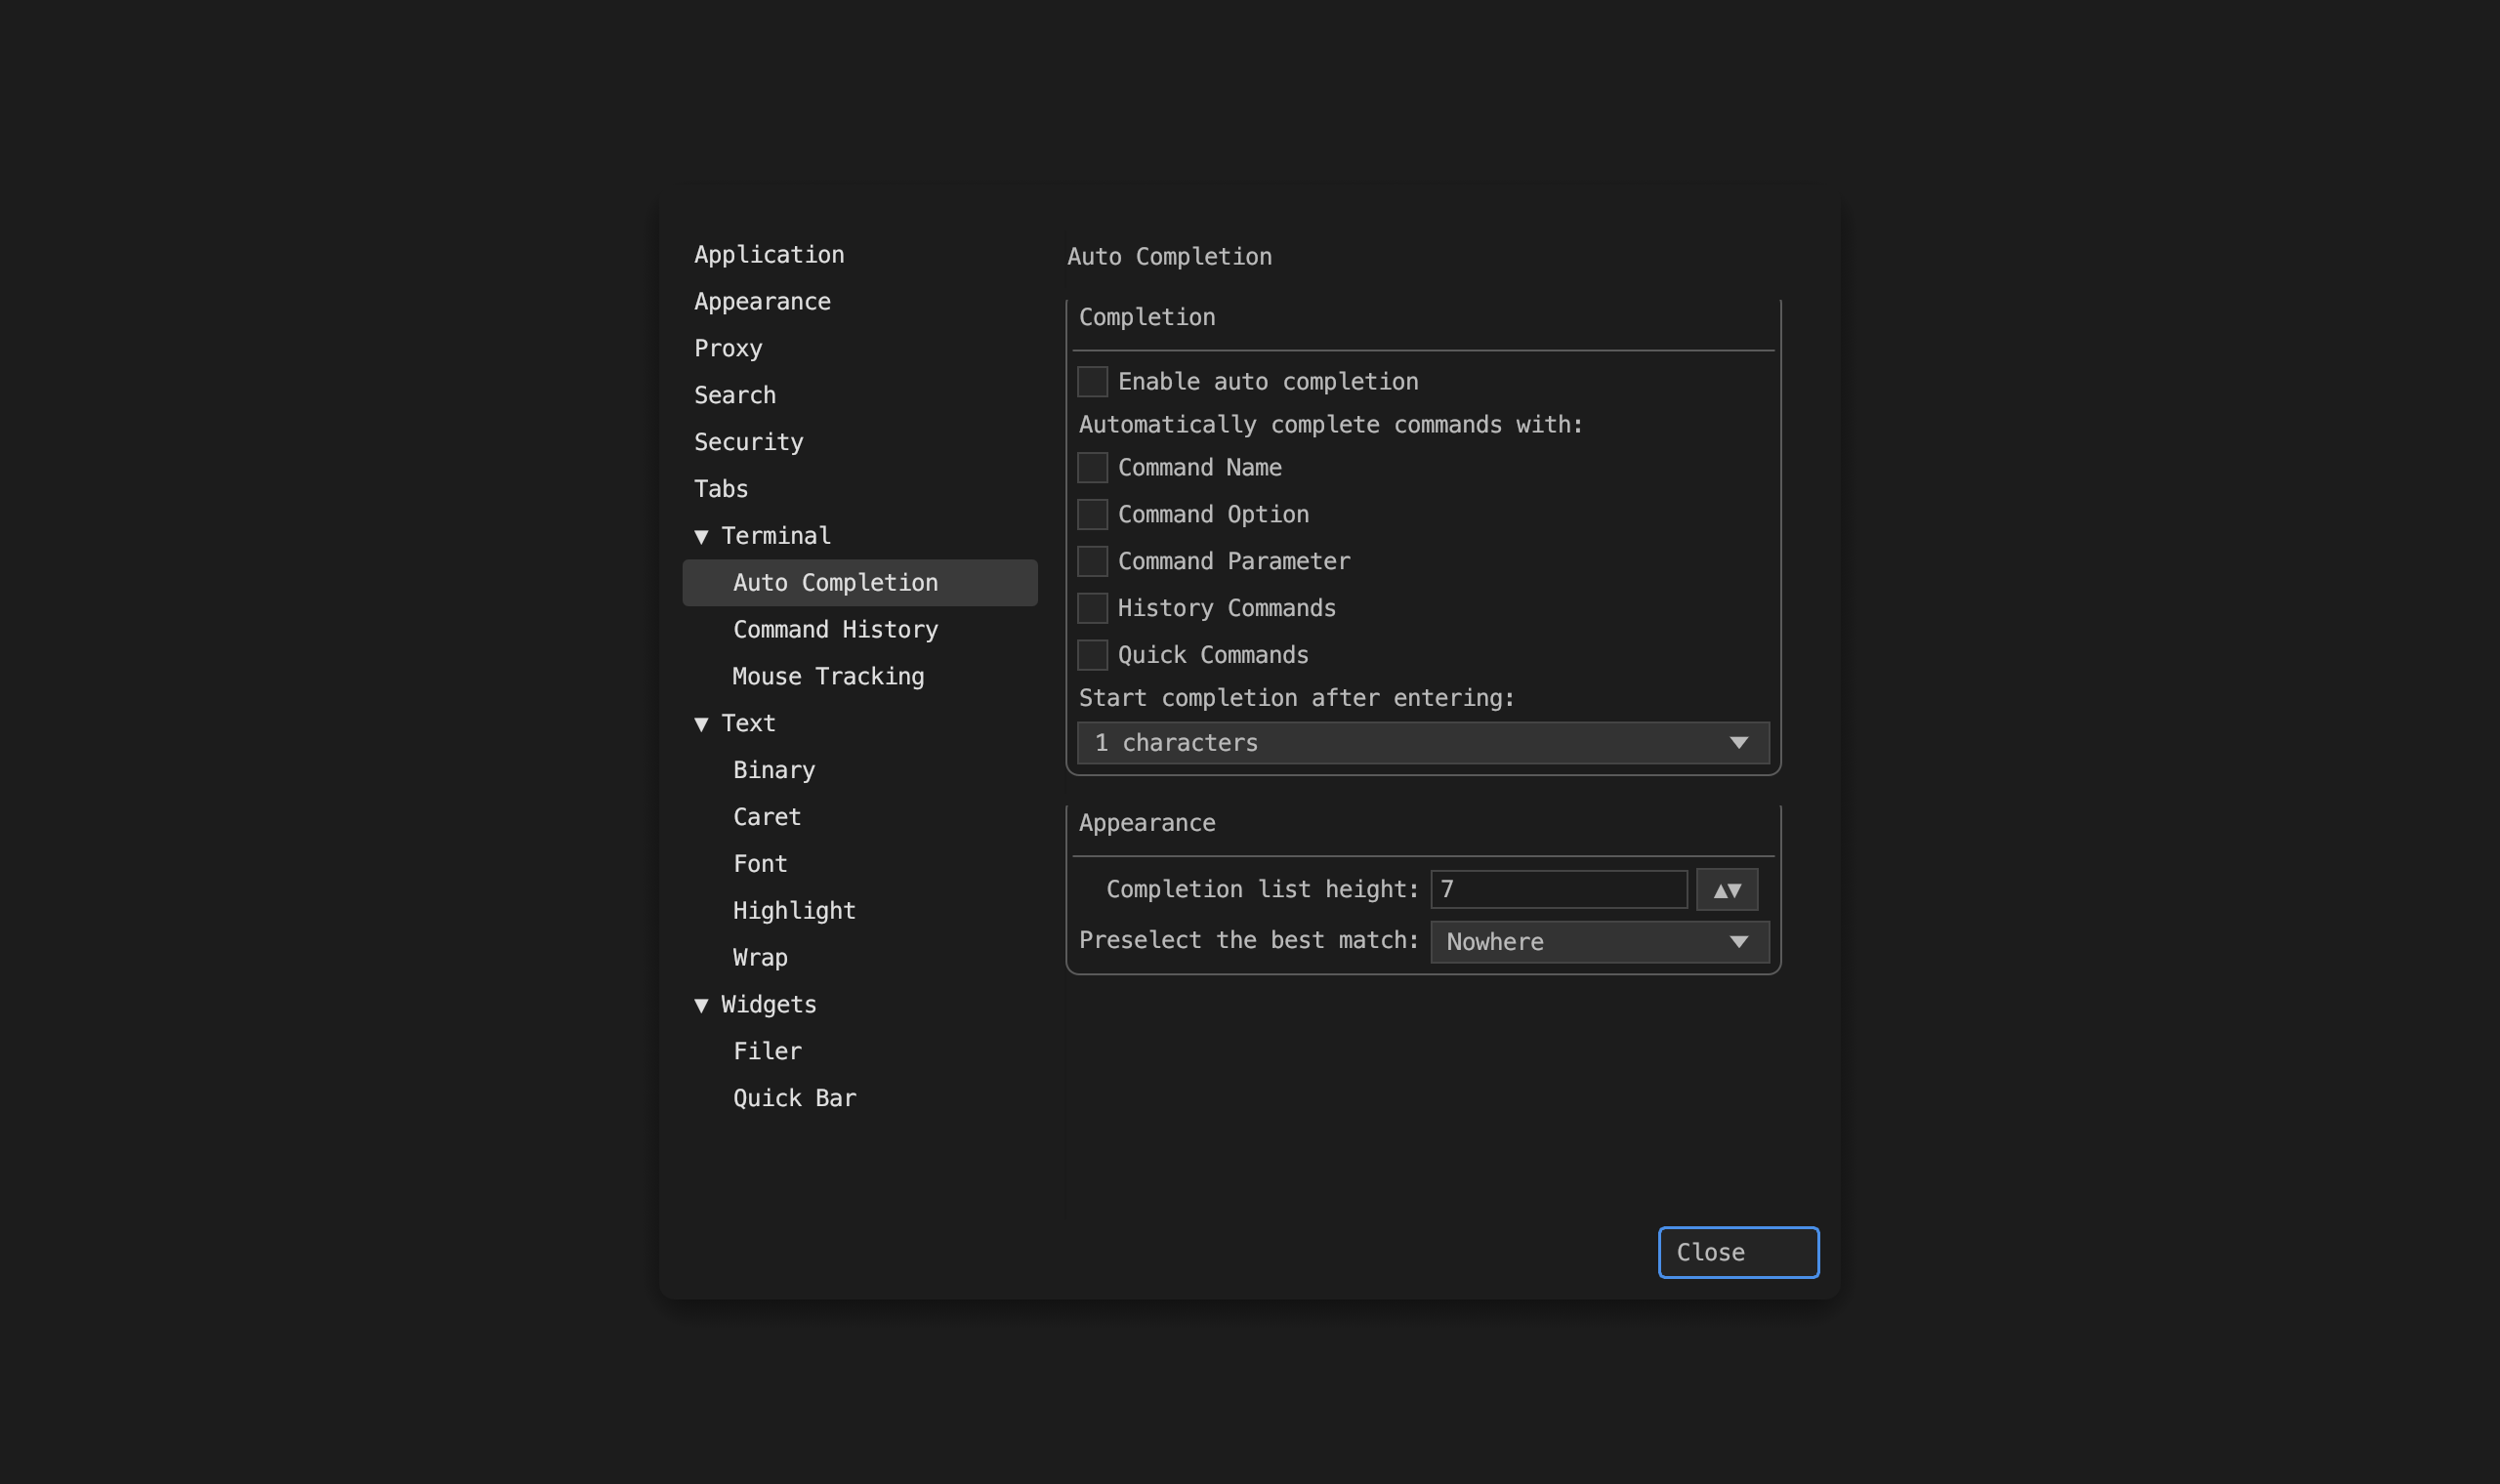 Application
Appearance
Proxy
Search
Security
Tabs
▼ Terminal
Auto Completion
Command History
Mouse Tracking
▼ Text
Binary
Caret
Font
Highlight
Wrap
▼ Widgets
Filer
Quick Bar
Auto Completion
Completion
Enable auto completion
Automatically complete commands with:
Command Name
Command Option
Command Parameter
History Commands
Quick Commands
Start completion after entering:
1 characters
Appearance
Completion list height: 7
Preselect the best match: Nowhere
Close